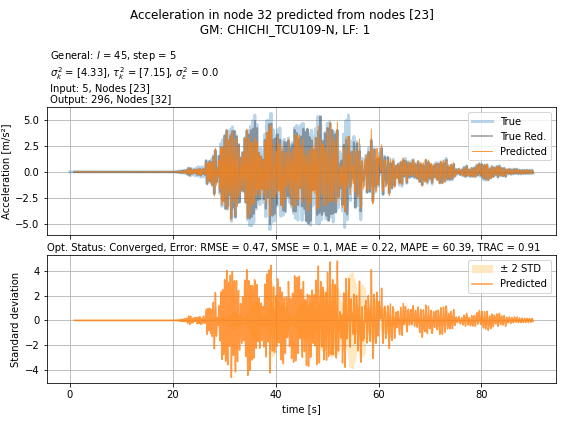 Acceleration in node 32 predicted from nodes [23]
GM: CHICHI_TCU109-N, LF: 1
General: l = 45, step = 5
σ²ₖ = [4.33], τ²ₖ = [7.15], σ²ₑ = 0.0
Input: 5, Nodes [23]
Output: 296, Nodes [32]
Acceleration [m/s²]
5.0
2.5
0.0
−2.5
−5.0
True
True Red.
Predicted
Opt. Status: Converged, Error: RMSE = 0.47, SMSE = 0.1, MAE = 0.22, MAPE = 60.39, TRAC = 0.91
Standard deviation
4
2
0
−2
−4
± 2 STD
Predicted
0 20 40 60 80
time [s]